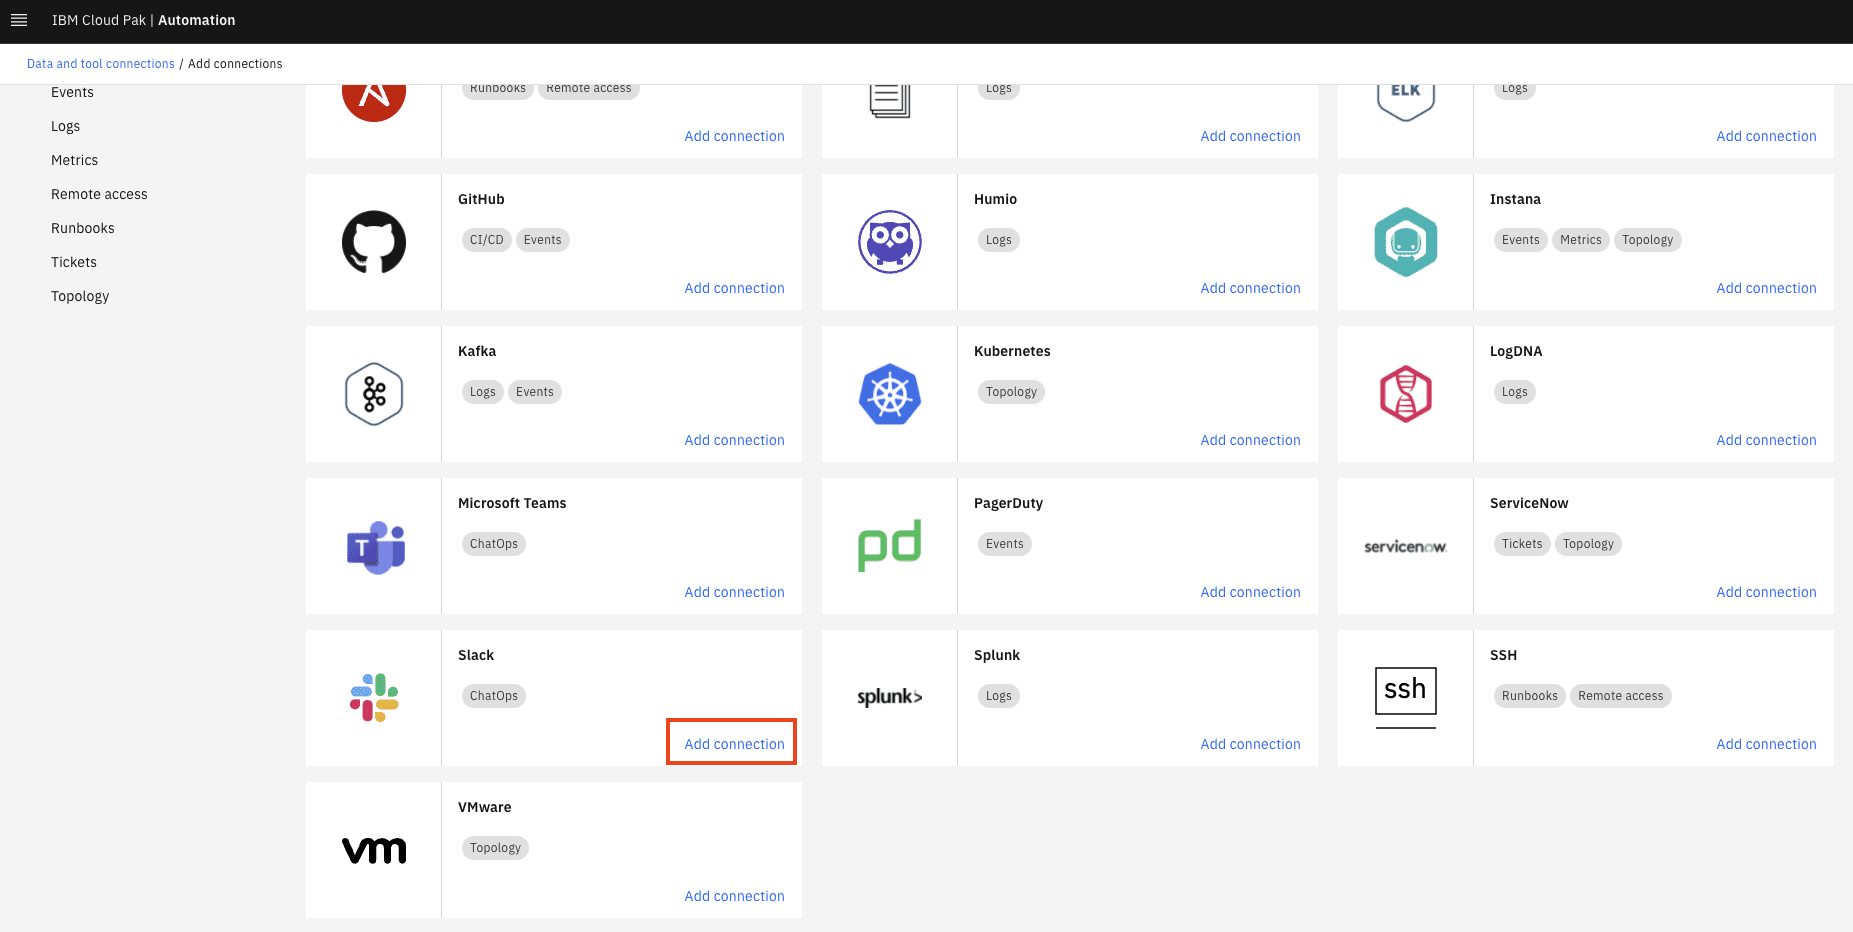 IBM Cloud Pak | Automation
Data and tool connections / Add connections
Events
Logs
Metrics
Remote access
Runbooks
Tickets
Topology
Runbooks Remote access
Add connection
Logs
Add connection
ELK
Logs
Add connection
GitHub
CI/CD Events
Add connection
Humio
Logs
Add connection
Instana
Events Metrics Topology
Add connection
Kafka
Logs Events
Add connection
Kubernetes
Topology
Add connection
LogDNA
Logs
Add connection
T
Microsoft Teams
ChatOps
Add connection
pd
PagerDuty
Events
Add connection
servicenow.
ServiceNow
Tickets Topology
Add connection
Slack
ChatOps
Add connection
splunk>
Splunk
Logs
Add connection
ssh
SSH
Runbooks Remote access
Add connection
vm
VMware
Topology
Add connection